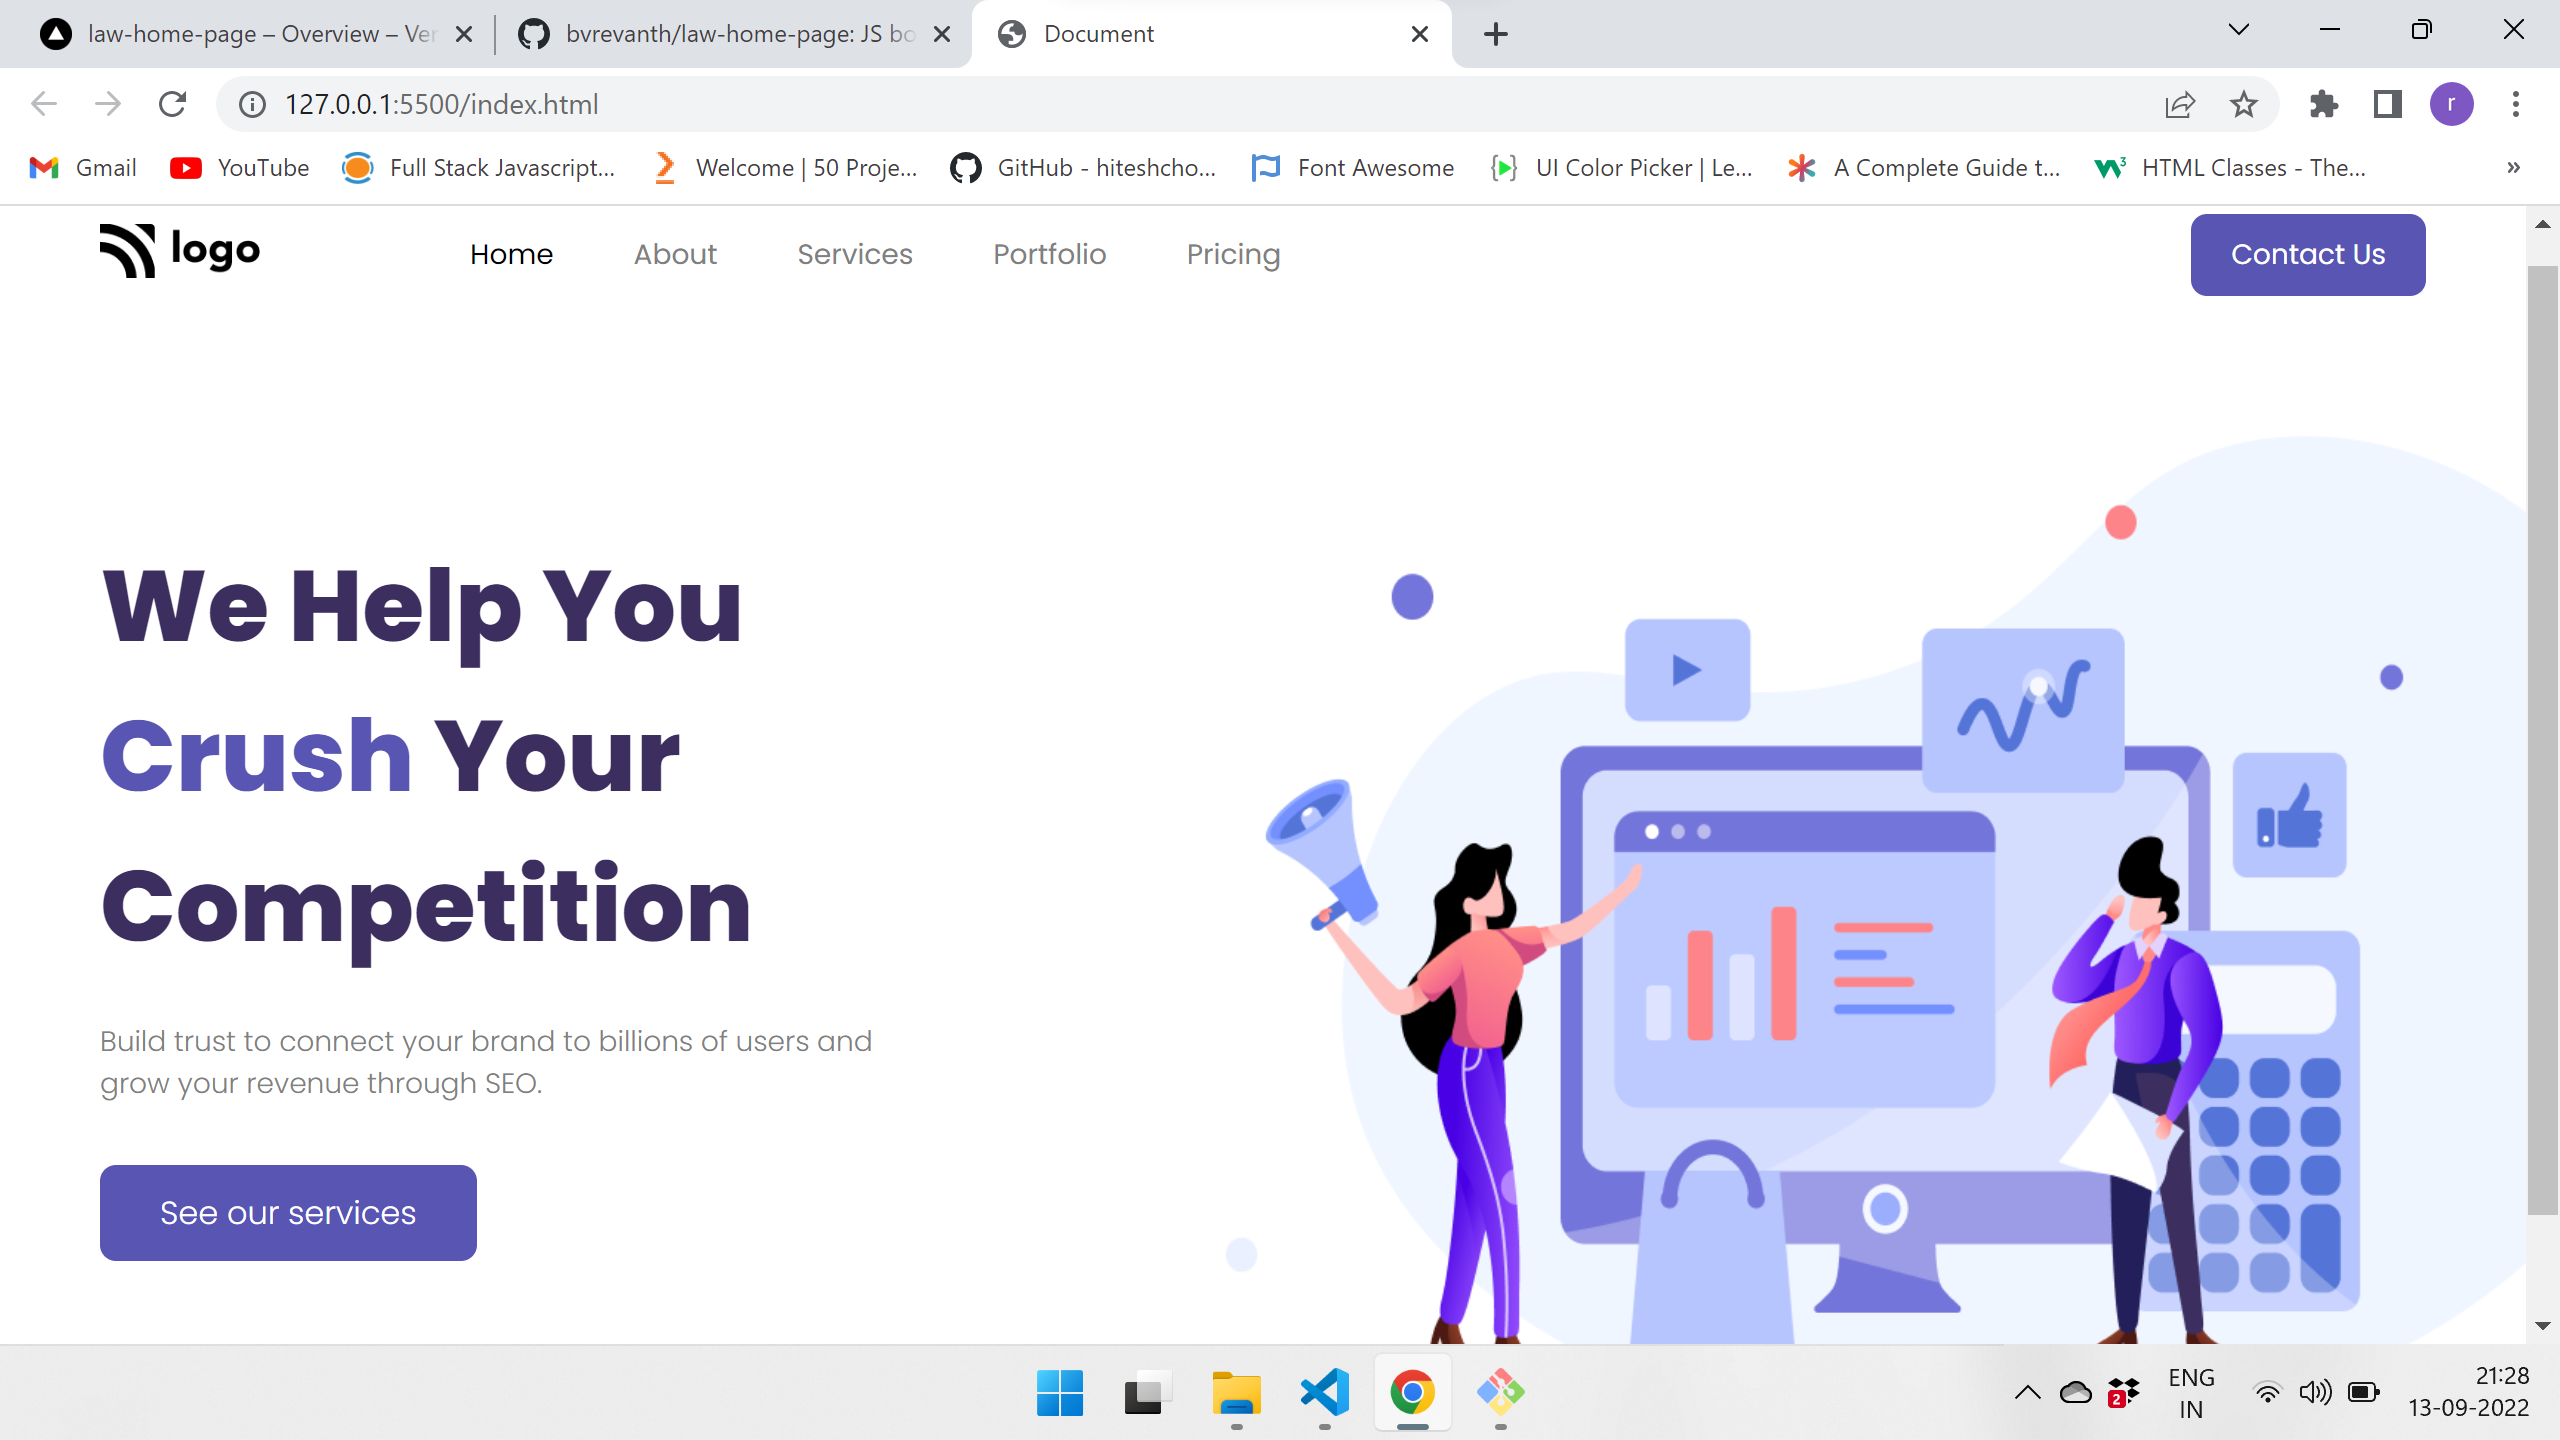 law-home-page – Overview – Ver
bvrevanth/law-home-page: JS bo
Document
127.0.0.1:5500/index.html
r
Gmail
YouTube
Full Stack Javascript...
Welcome | 50 Proje...
GitHub - hiteshcho...
Font Awesome
UI Color Picker | Le...
A Complete Guide t...
HTML Classes - The...
»
logo
Home
About
Services
Portfolio
Pricing
Contact Us
We Help You
Crush Your
Competition
Build trust to connect your brand to billions of users and
grow your revenue through SEO.
See our services
2
ENG
IN
21:28
13-09-2022